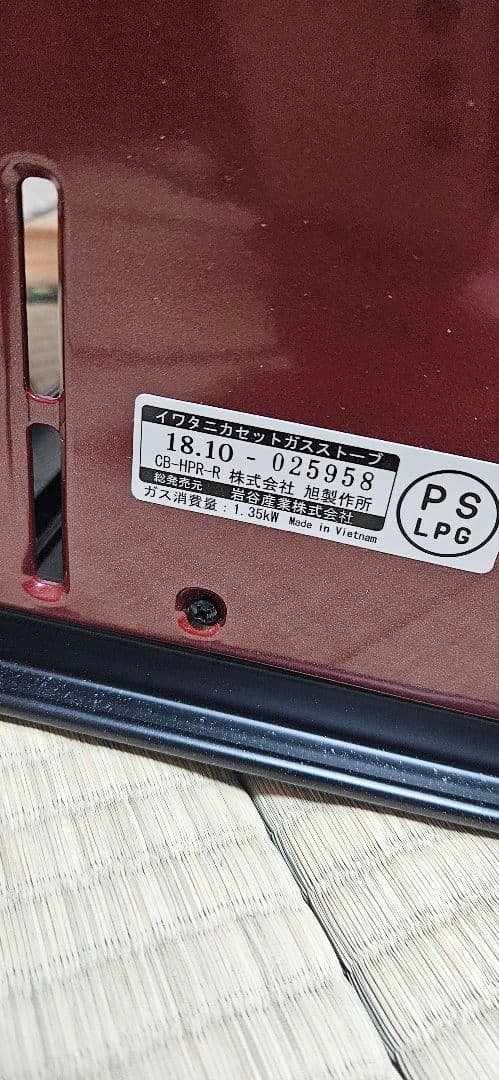 イワタニカセットガスストーブ
18.10 - 025958
CB-HPR-R 株式会社 旭製作所
総発売元 岩谷産業株式会社
ガス消費量：1.35kW Made in Vietnam
PS
LPG